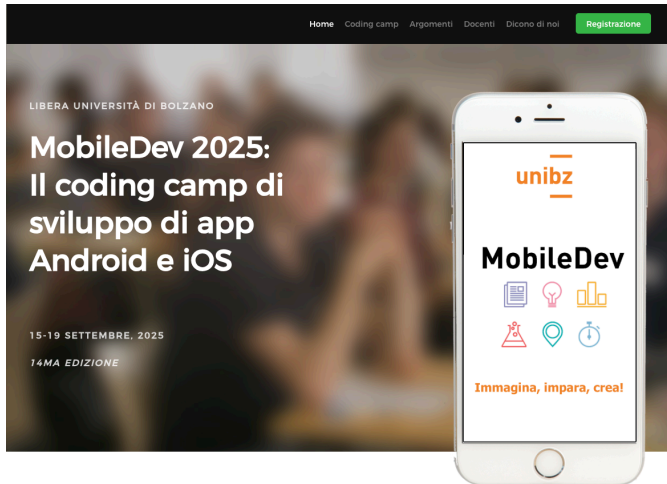 Home Coding camp Argomenti Docenti Dicono di noi Registrazione
LIBERA UNIVERSITÀ DI BOLZANO
MobileDev 2025:
Il coding camp di
sviluppo di app
Android e iOS
15-19 SETTEMBRE, 2025
14MA EDIZIONE
unibz
MobileDev
Immagina, impara, crea!